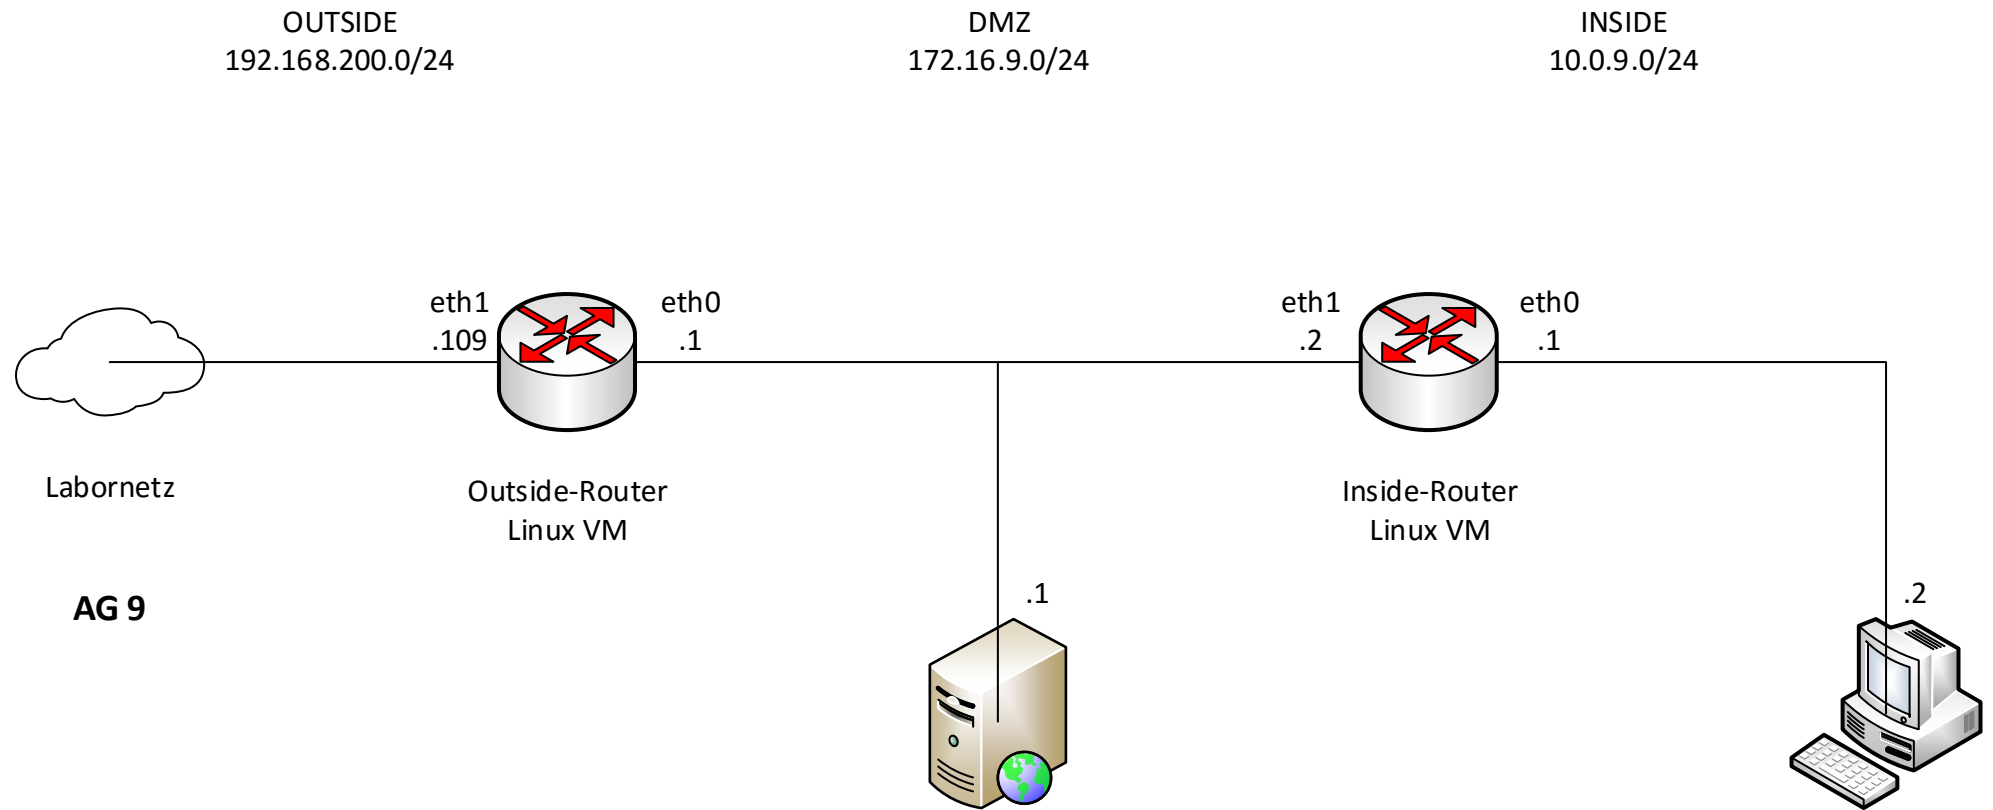 OUTSIDE
192.168.200.0/24
DMZ
172.16.9.0/24
INSIDE
10.0.9.0/24
eth1
.109
eth0
.1
eth1
.2
eth0
.1
Labornetz
Outside-Router
Linux VM
Inside-Router
Linux VM
AG 9
.1
.2